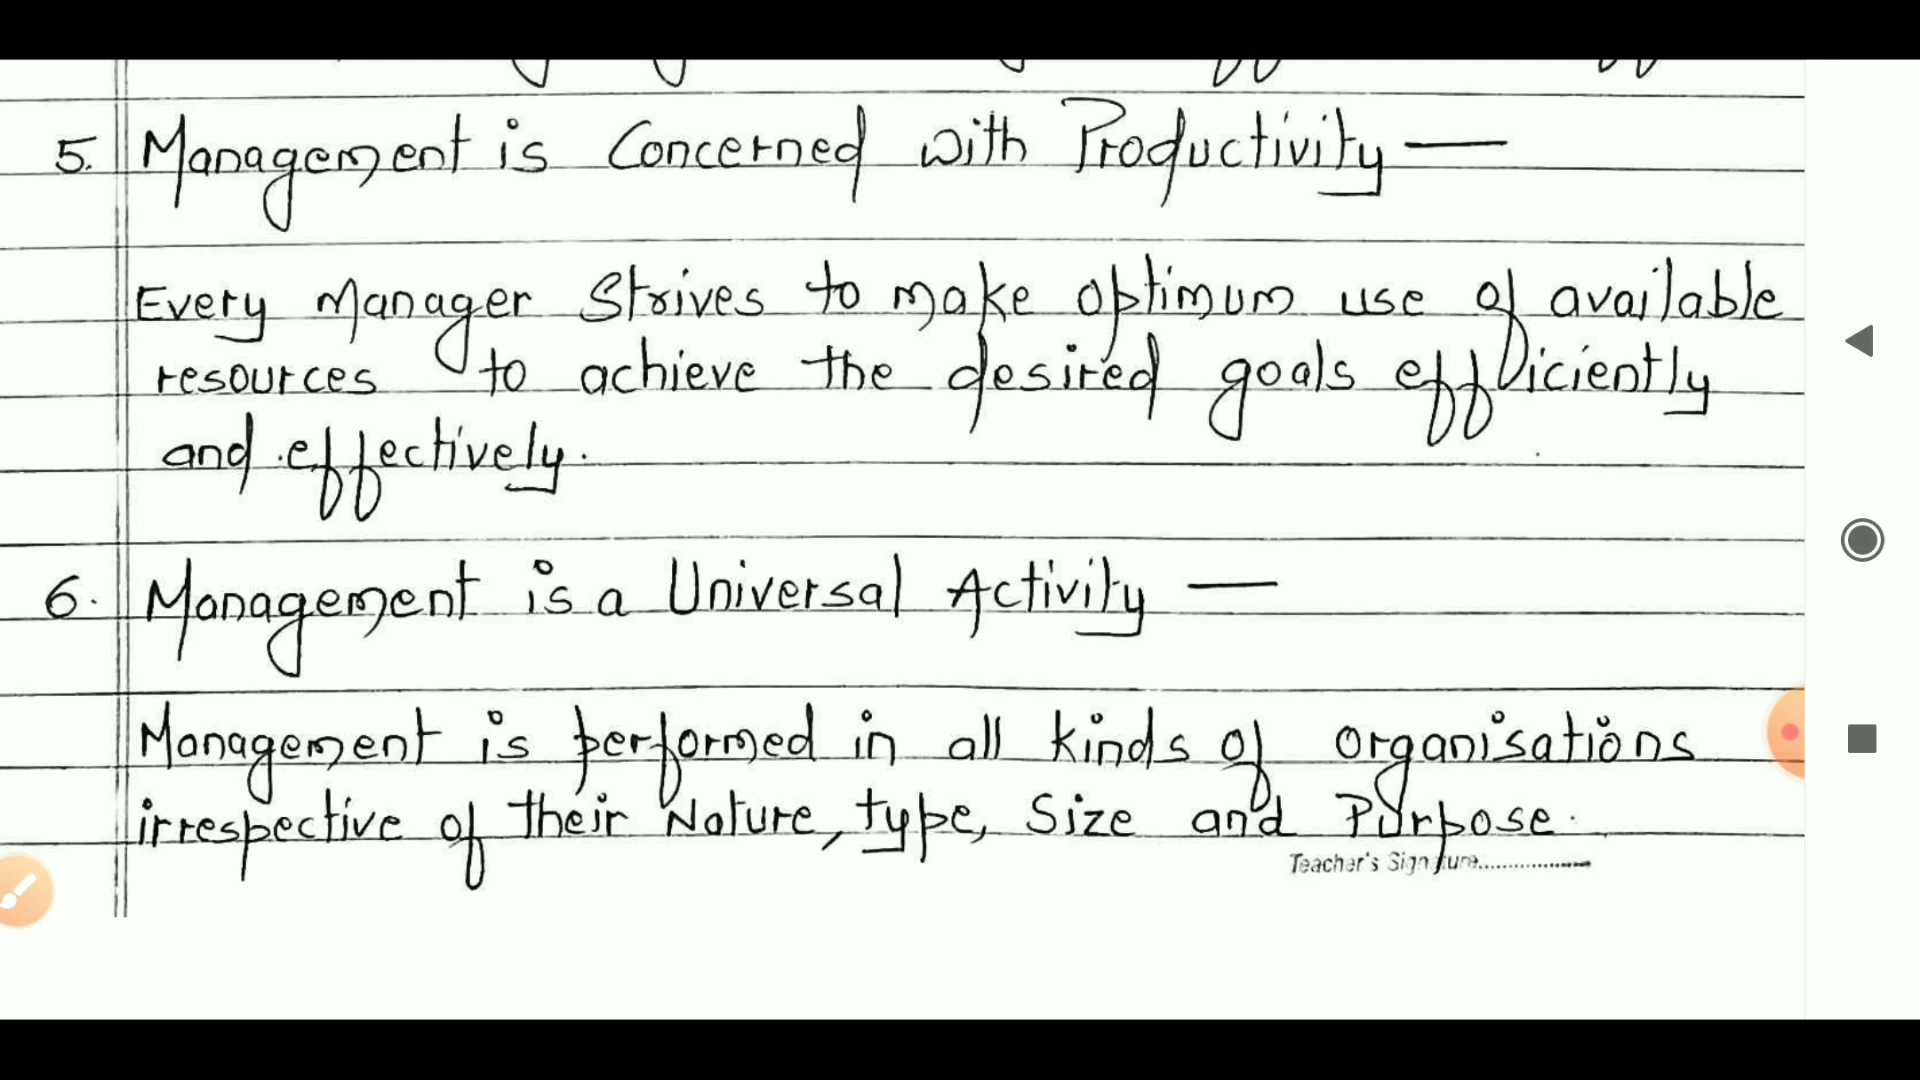 5. Management is Concerned with Productivity —
Every Manager Strives to make optimum use of available
resources to achieve the desired goals efficiently
and effectively.
6. Management is a Universal Activity —
Management is performed in all kinds of organisations
irrespective of their Nature, type, Size and Purpose.
Teacher's Signature..................